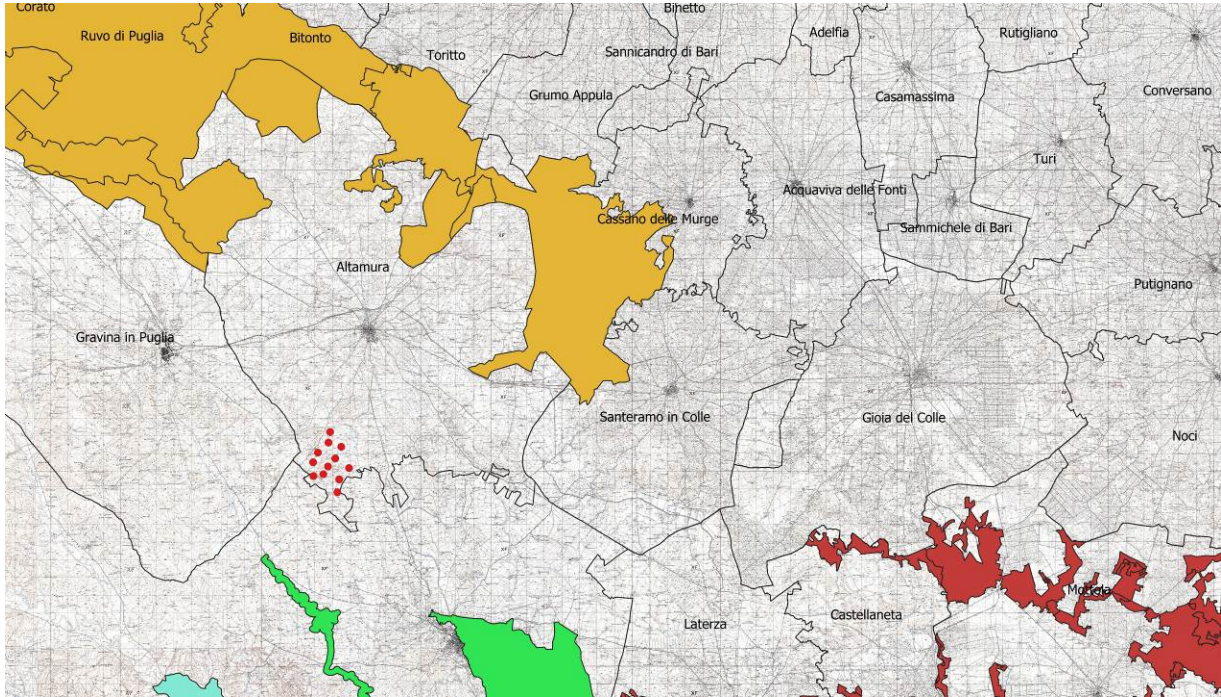 Corato
Ruvo di Puglia
Bitonto
Toritto
Binetto
Sannicandro di Bari
Adelfia
Rutigliano
Grumo Appula
Casamassima
Conversano
Turi
Acquaviva delle Fonti
Cassano delle Murge
Sammichele di Bari
Altamura
Putignano
Gravina in Puglia
Santeramo in Colle
Gioia del Colle
Noci
Laterza
Castellaneta
Mottola